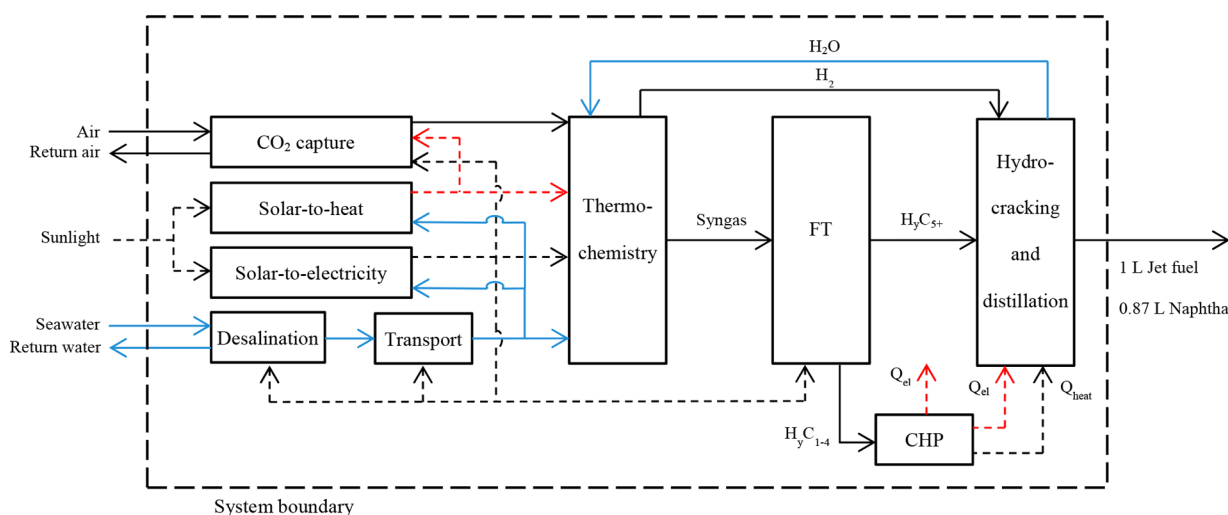 H₂O
H₂
Air
Return air
CO₂ capture
Solar-to-heat
Sunlight
Solar-to-electricity
Seawater
Return water
Desalination
Transport
Thermo-
chemistry
Syngas
FT
HyC5+
Hydro-
cracking
and
distillation
1 L Jet fuel
0.87 L Naphtha
HyC1-4
CHP
Qel
Qel
Qheat
System boundary